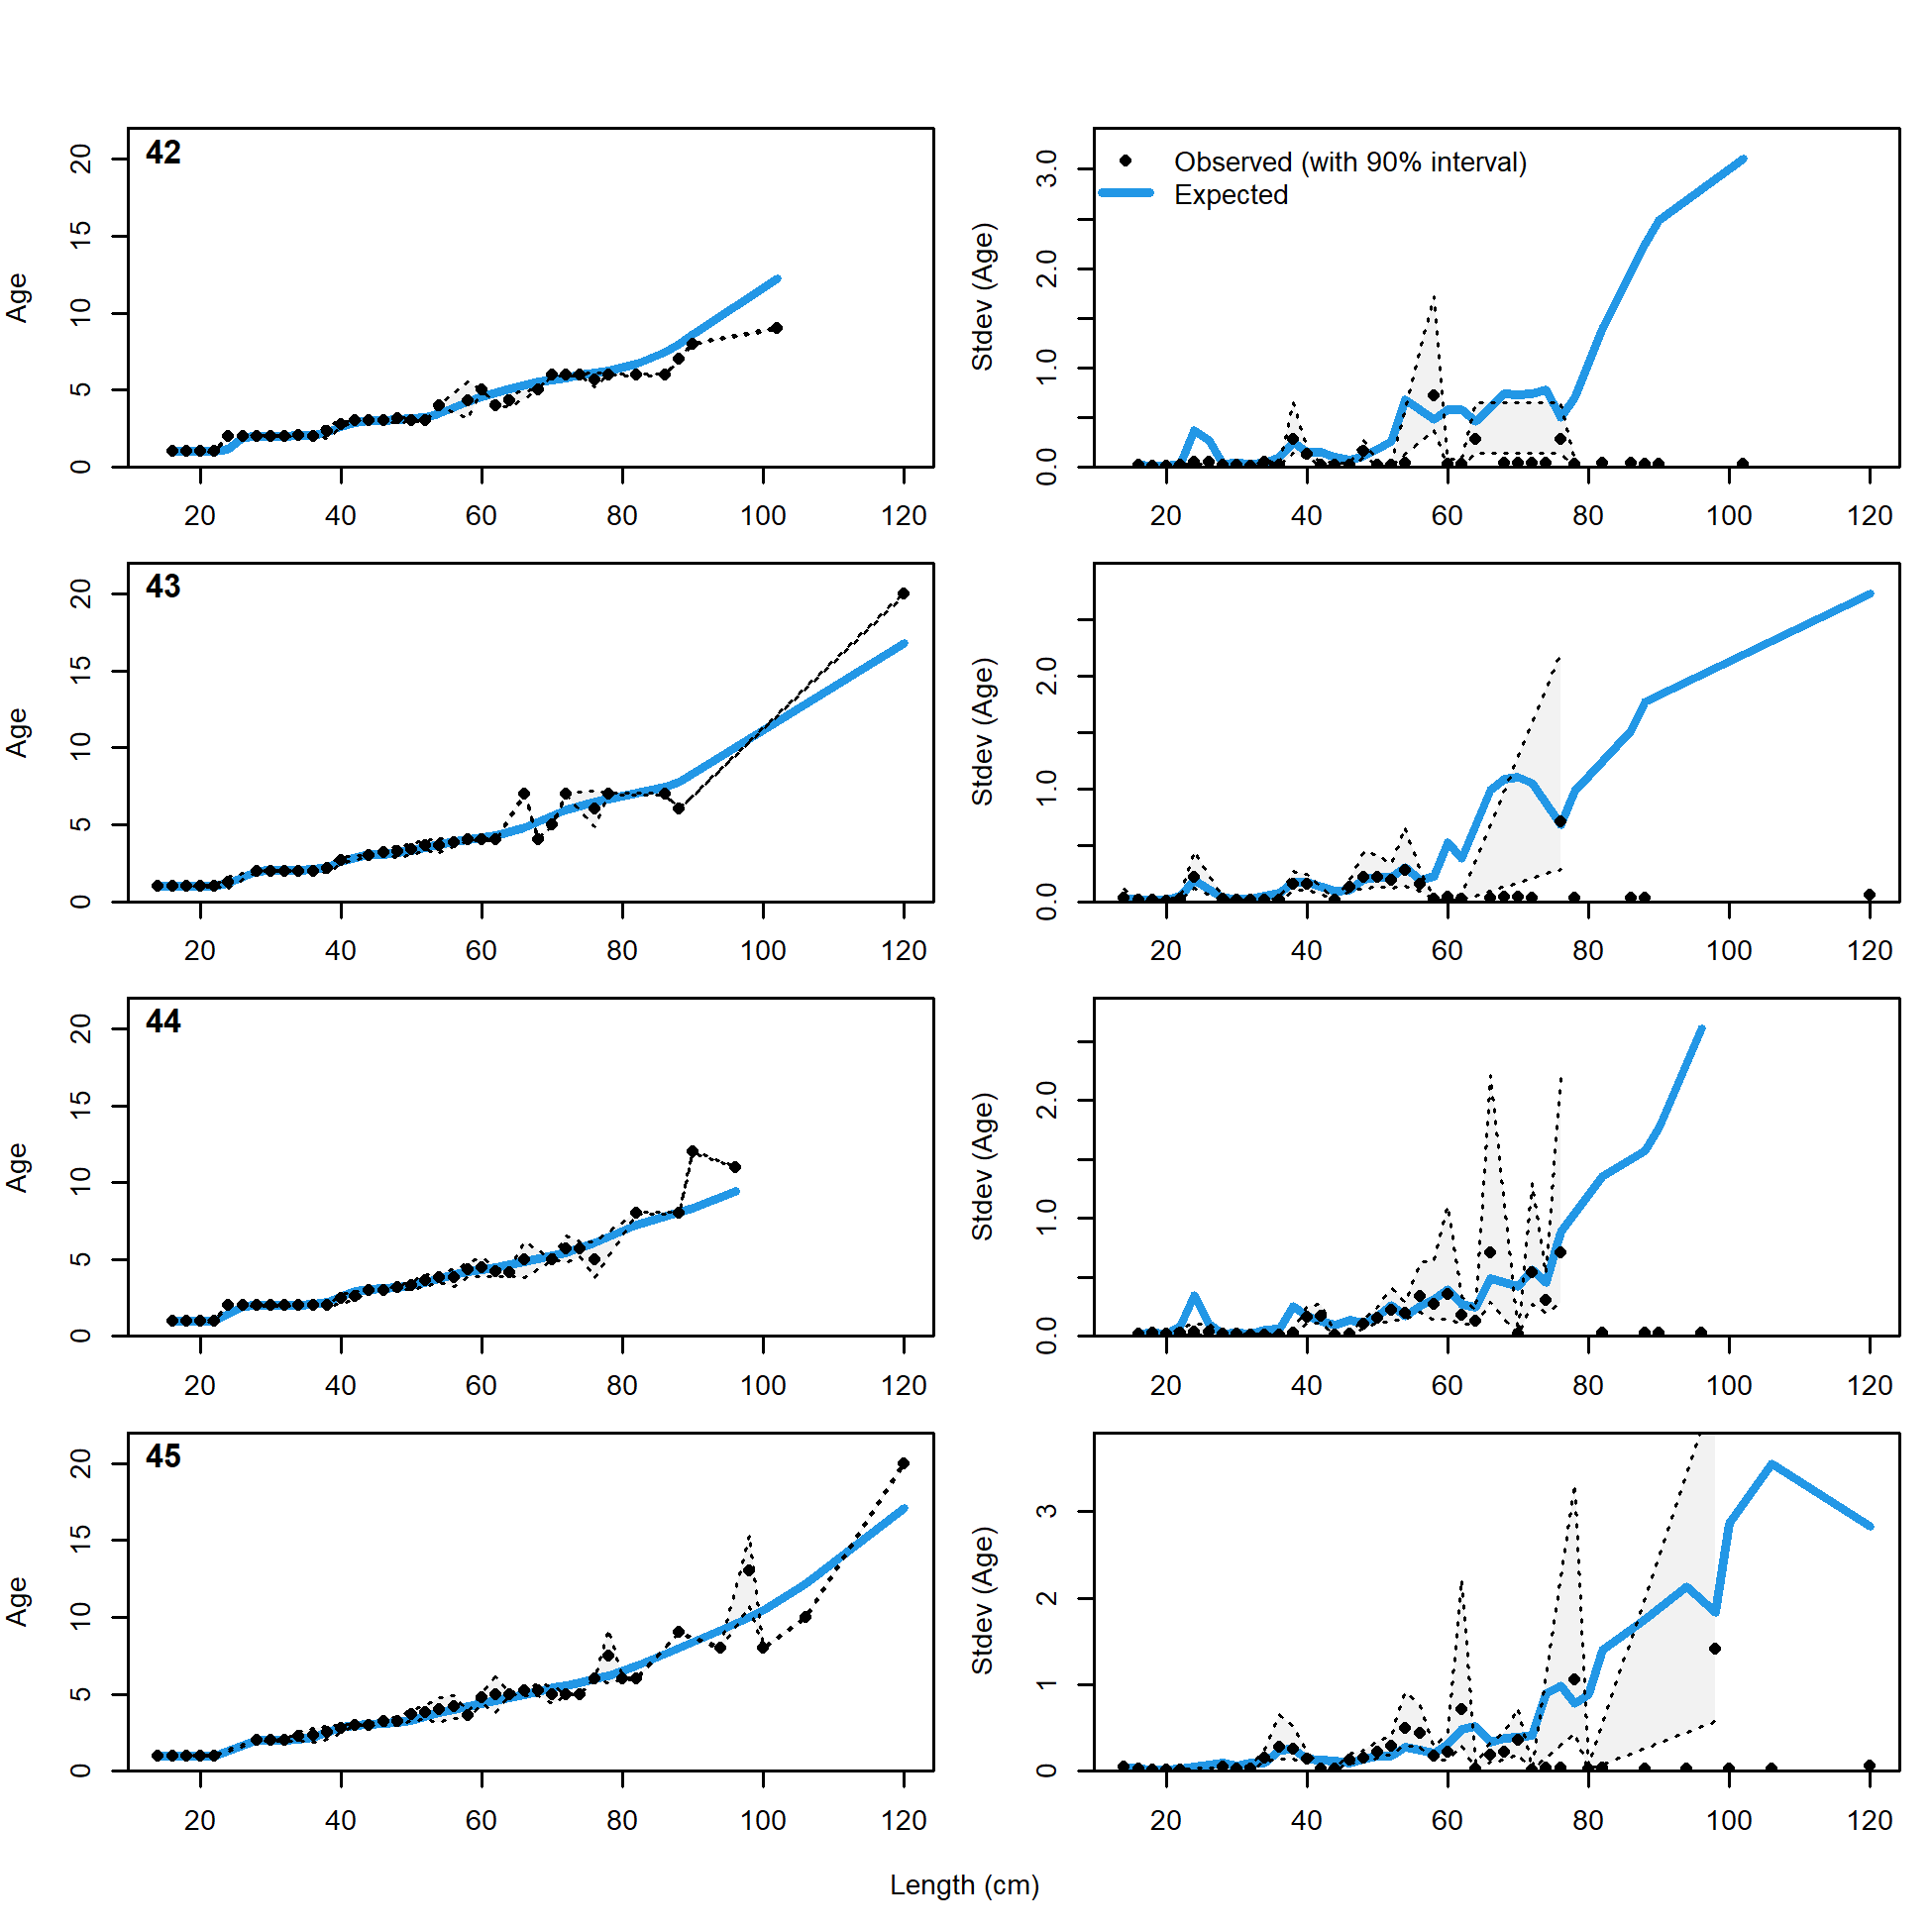 42
Age
0 5 10 15 20
20 40 60 80 100 120
Observed (with 90% interval)
Expected
Stdev (Age)
0.0 1.0 2.0 3.0
20 40 60 80 100 120
43
Age
0 5 10 15 20
20 40 60 80 100 120
Stdev (Age)
0.0 1.0 2.0
20 40 60 80 100 120
44
Age
0 5 10 15 20
20 40 60 80 100 120
Stdev (Age)
0.0 1.0 2.0
20 40 60 80 100 120
45
Age
0 5 10 15 20
20 40 60 80 100 120
Stdev (Age)
0 1 2 3
20 40 60 80 100 120
Length (cm)